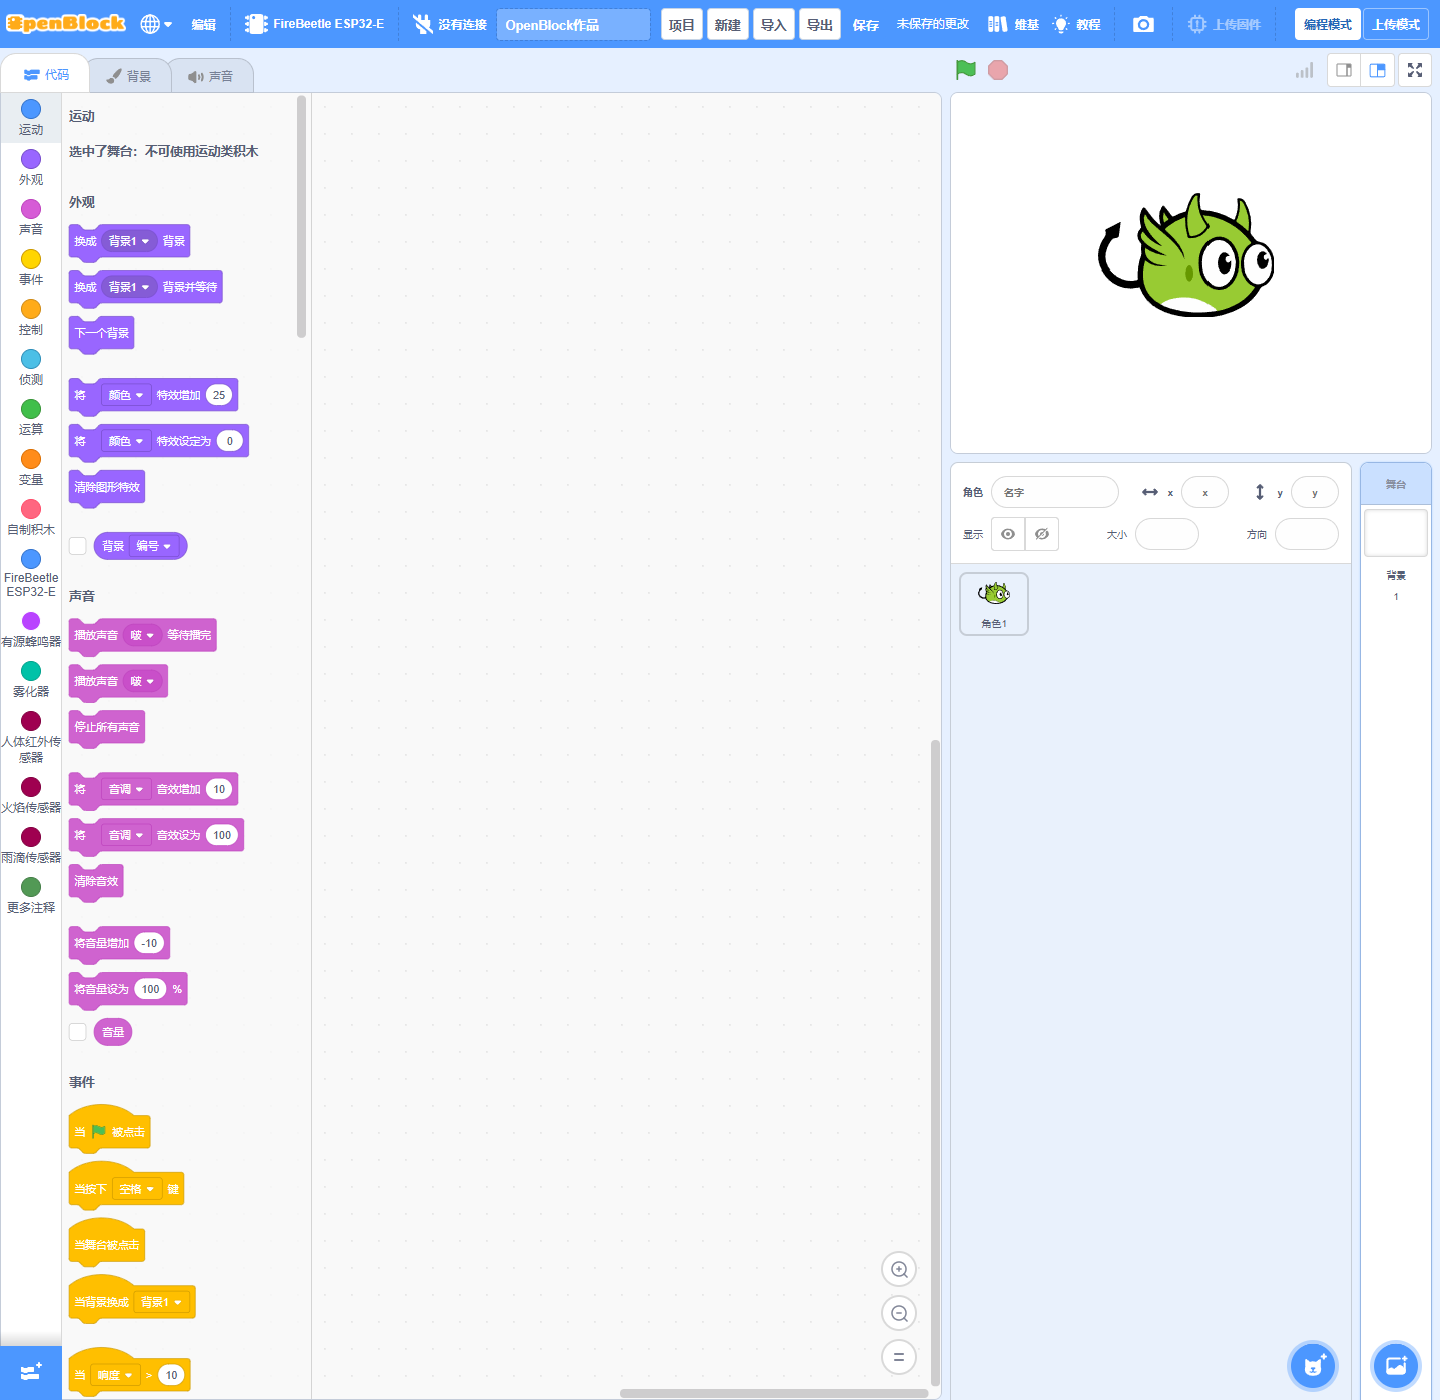 OpenBlock 编辑 FireBeetle ESP32-E 没有连接 OpenBlock作品 项目 新建 导入 导出 保存 未保存的更改 维基 教程 上传固件 编程模式 上传模式
代码 背景 声音
运动
外观
声音
事件
控制
侦测
运算
变量
自制积木
FireBeetle
ESP32-E
有源蜂鸣器
雾化器
人体红外传
感器
火焰传感器
雨滴传感器
更多注释
运动
选中了舞台：不可使用运动类积木
外观
换成 背景1 背景
换成 背景1 背景并等待
下一个背景
将 颜色 特效增加 25
将 颜色 特效设定为 0
清除图形特效
背景 编号
声音
播放声音 啵 等待播完
播放声音 啵
停止所有声音
将 音调 音效增加 10
将 音调 音效设为 100
清除音效
将音量增加 -10
将音量设为 100 %
音量
事件
当 被点击
当按下 空格 键
当舞台被点击
当背景换成 背景1
当 响度 > 10
角色 名字 x x y y
显示 大小 方向
角色1
舞台
背景
1